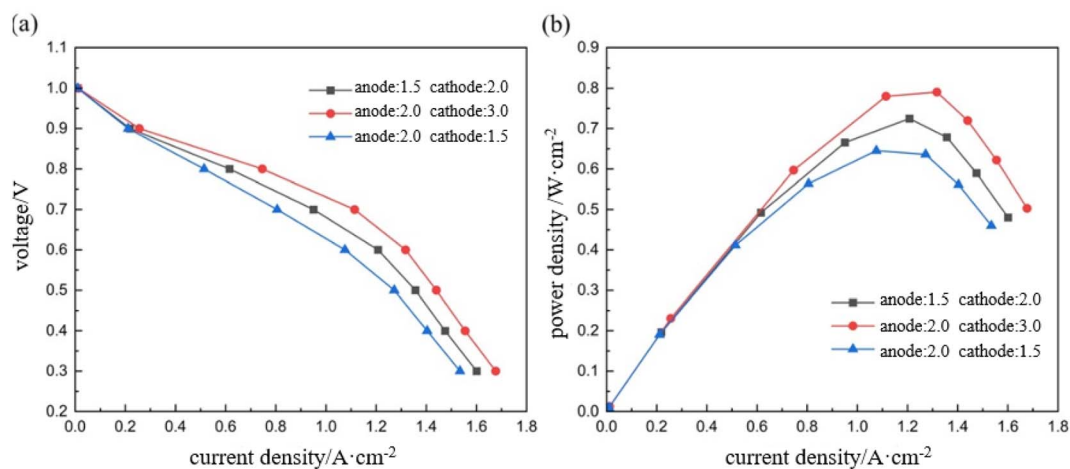 (a)
1.1
1.0
0.9
0.8
0.7
0.6
0.5
0.4
0.3
0.2
voltage/V
anode:1.5 cathode:2.0
anode:2.0 cathode:3.0
anode:2.0 cathode:1.5
0.0 0.2 0.4 0.6 0.8 1.0 1.2 1.4 1.6 1.8
current density/A·cm-2
(b)
0.9
0.8
0.7
0.6
0.5
0.4
0.3
0.2
0.1
0.0
power density /W·cm-2
anode:1.5 cathode:2.0
anode:2.0 cathode:3.0
anode:2.0 cathode:1.5
0.0 0.2 0.4 0.6 0.8 1.0 1.2 1.4 1.6 1.8
current density/A·cm-2